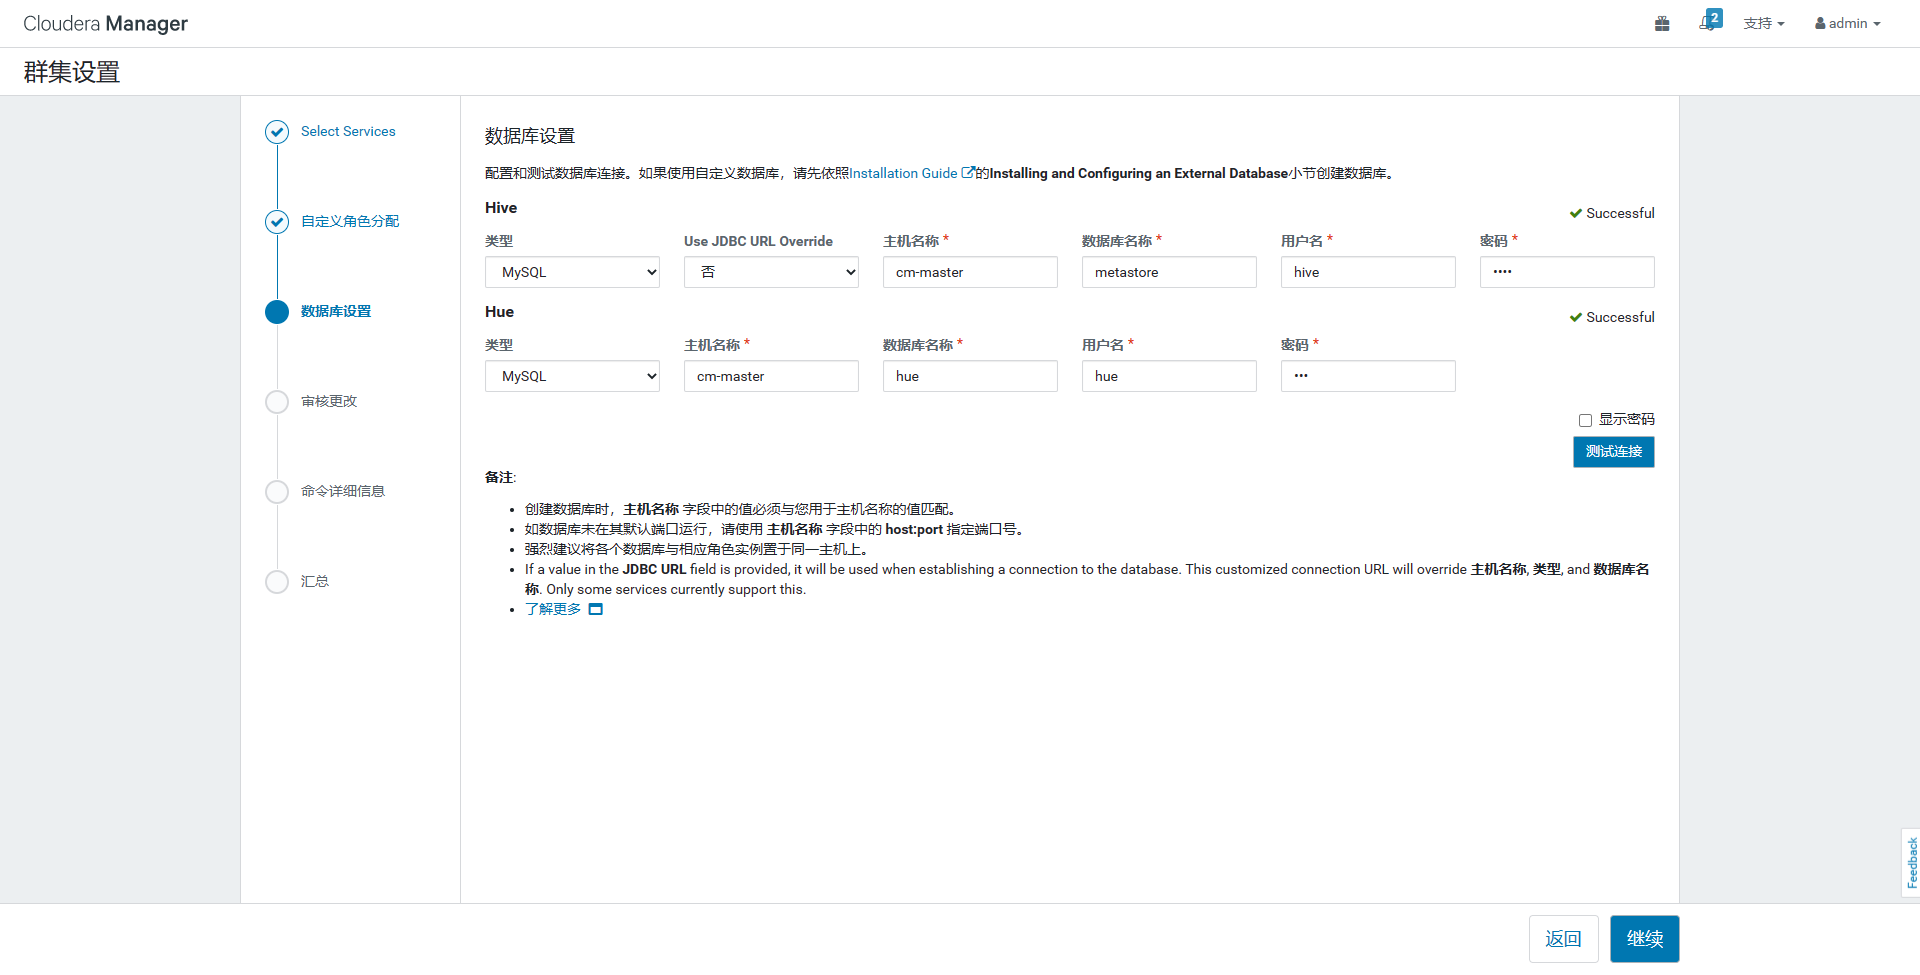 Cloudera Manager
2
支持
admin
群集设置
Select Services
自定义角色分配
数据库设置
审核更改
命令详细信息
汇总
数据库设置
配置和测试数据库连接。如果使用自定义数据库，请先依照Installation Guide的Installing and Configuring an External Database小节创建数据库。
Hive
Successful
类型 Use JDBC URL Override 主机名称 * 数据库名称 * 用户名 * 密码 *
MySQL 否 cm-master metastore hive ••••
Hue
Successful
类型 主机名称 * 数据库名称 * 用户名 * 密码 *
MySQL cm-master hue hue •••
显示密码
测试连接
备注:
• 创建数据库时，主机名称 字段中的值必须与您用于主机名称的值匹配。
• 如数据库未在其默认端口运行，请使用 主机名称 字段中的 host:port 指定端口号。
• 强烈建议将各个数据库与相应角色实例置于同一主机上。
• If a value in the JDBC URL field is provided, it will be used when establishing a connection to the database. This customized connection URL will override 主机名称, 类型, and 数据库名
称. Only some services currently support this.
• 了解更多
Feedback
返回
继续